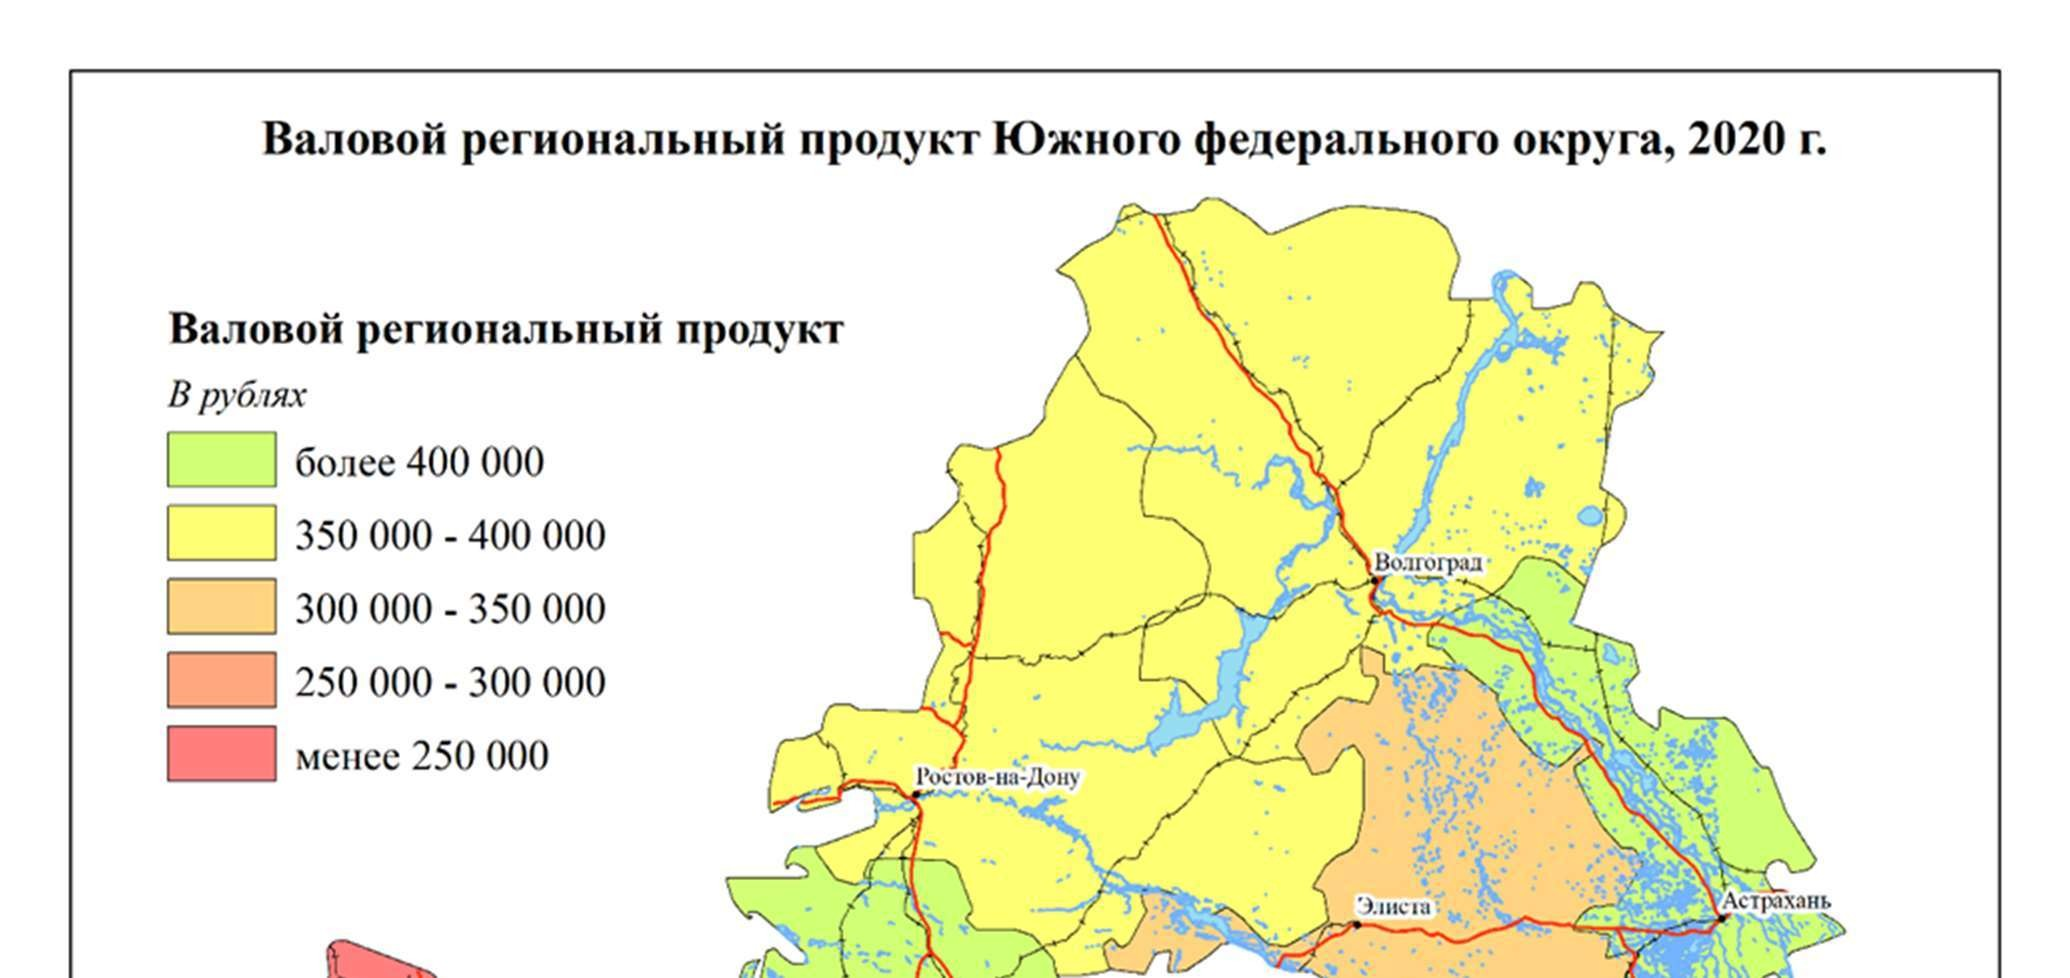 Валовой региональный продукт Южного федерального округа, 2020 г.
Валовой региональный продукт
В рублях
более 400 000
350 000 - 400 000
300 000 - 350 000
250 000 - 300 000
менее 250 000
Волгоград
Ростов-на-Дону
Элиста
Астрахань